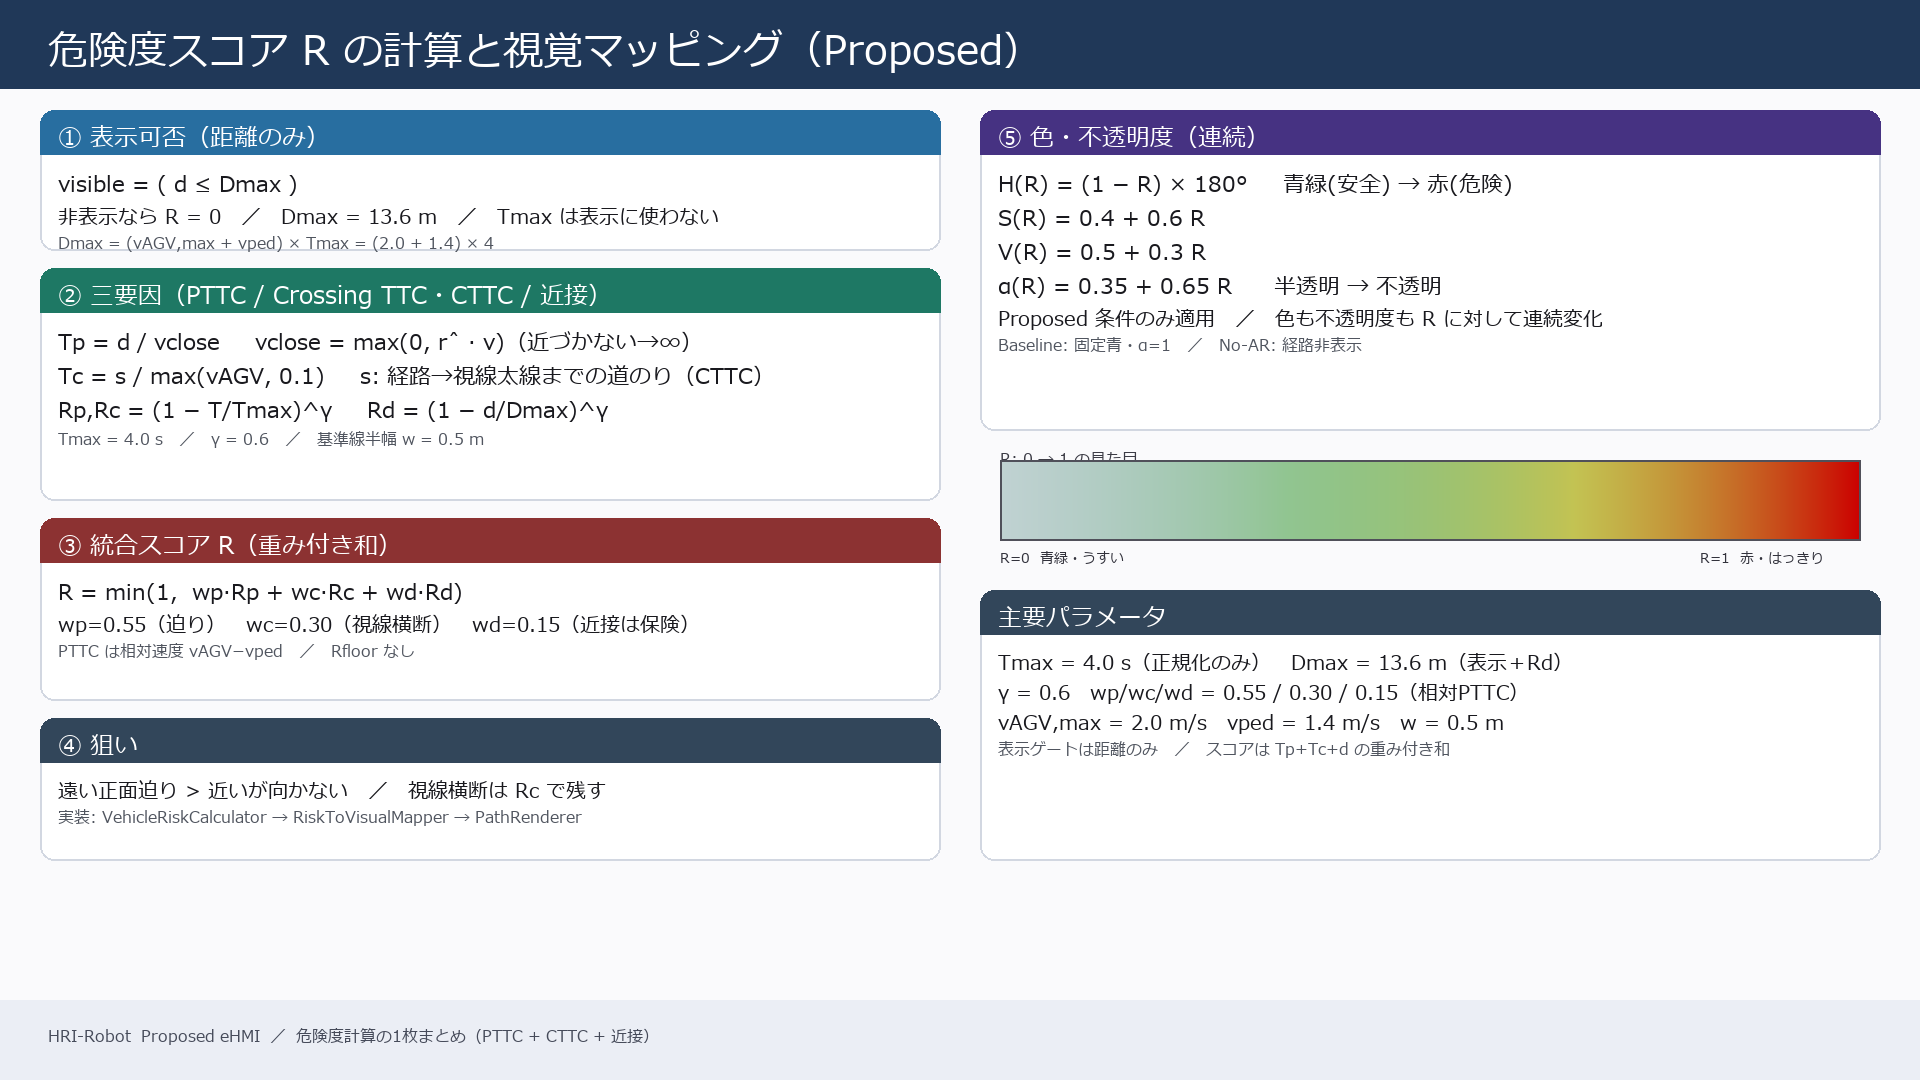 危険度スコア R の計算と視覚マッピング（Proposed）
① 表示可否（距離のみ）
visible = ( d ≤ Dmax )
非表示なら R = 0　／　Dmax = 13.6 m　／　Tmax は表示に使わない
Dmax = (vAGV,max + vped) × Tmax = (2.0 + 1.4) × 4
② 三要因（PTTC / Crossing TTC・CTTC / 近接）
Tp = d / vclose　 vclose = max(0, rˆ · v)（近づかない→∞）
Tc = s / max(vAGV, 0.1)　 s: 経路→視線太線までの道のり（CTTC）
Rp,Rc = (1 − T/Tmax)^γ　 Rd = (1 − d/Dmax)^γ
Tmax = 4.0 s　／　γ = 0.6　／　基準線半幅 w = 0.5 m
③ 統合スコア R（重み付き和）
R = min(1,  wp·Rp + wc·Rc + wd·Rd)
wp=0.55（迫り）　wc=0.30（視線横断）　wd=0.15（近接は保険）
PTTC は相対速度 vAGV−vped　／　Rfloor なし
④ 狙い
遠い正面迫り > 近いが向かない　／　視線横断は Rc で残す
実装: VehicleRiskCalculator → RiskToVisualMapper → PathRenderer
⑤ 色・不透明度（連続）
H(R) = (1 − R) × 180°　 青緑(安全) → 赤(危険)
S(R) = 0.4 + 0.6 R
V(R) = 0.5 + 0.3 R
α(R) = 0.35 + 0.65 R　 半透明 → 不透明
Proposed 条件のみ適用　／　色も不透明度も R に対して連続変化
Baseline: 固定青・α=1　／　No-AR: 経路非表示
R: 0 → 1 の見た目
R=0  青緑・うすい
R=1  赤・はっきり
主要パラメータ
Tmax = 4.0 s（正規化のみ）　Dmax = 13.6 m（表示＋Rd）
γ = 0.6　wp/wc/wd = 0.55 / 0.30 / 0.15（相対PTTC）
vAGV,max = 2.0 m/s　vped = 1.4 m/s　w = 0.5 m
表示ゲートは距離のみ　／　スコアは Tp+Tc+d の重み付き和
HRI-Robot  Proposed eHMI  ／  危険度計算の1枚まとめ（PTTC + CTTC + 近接）